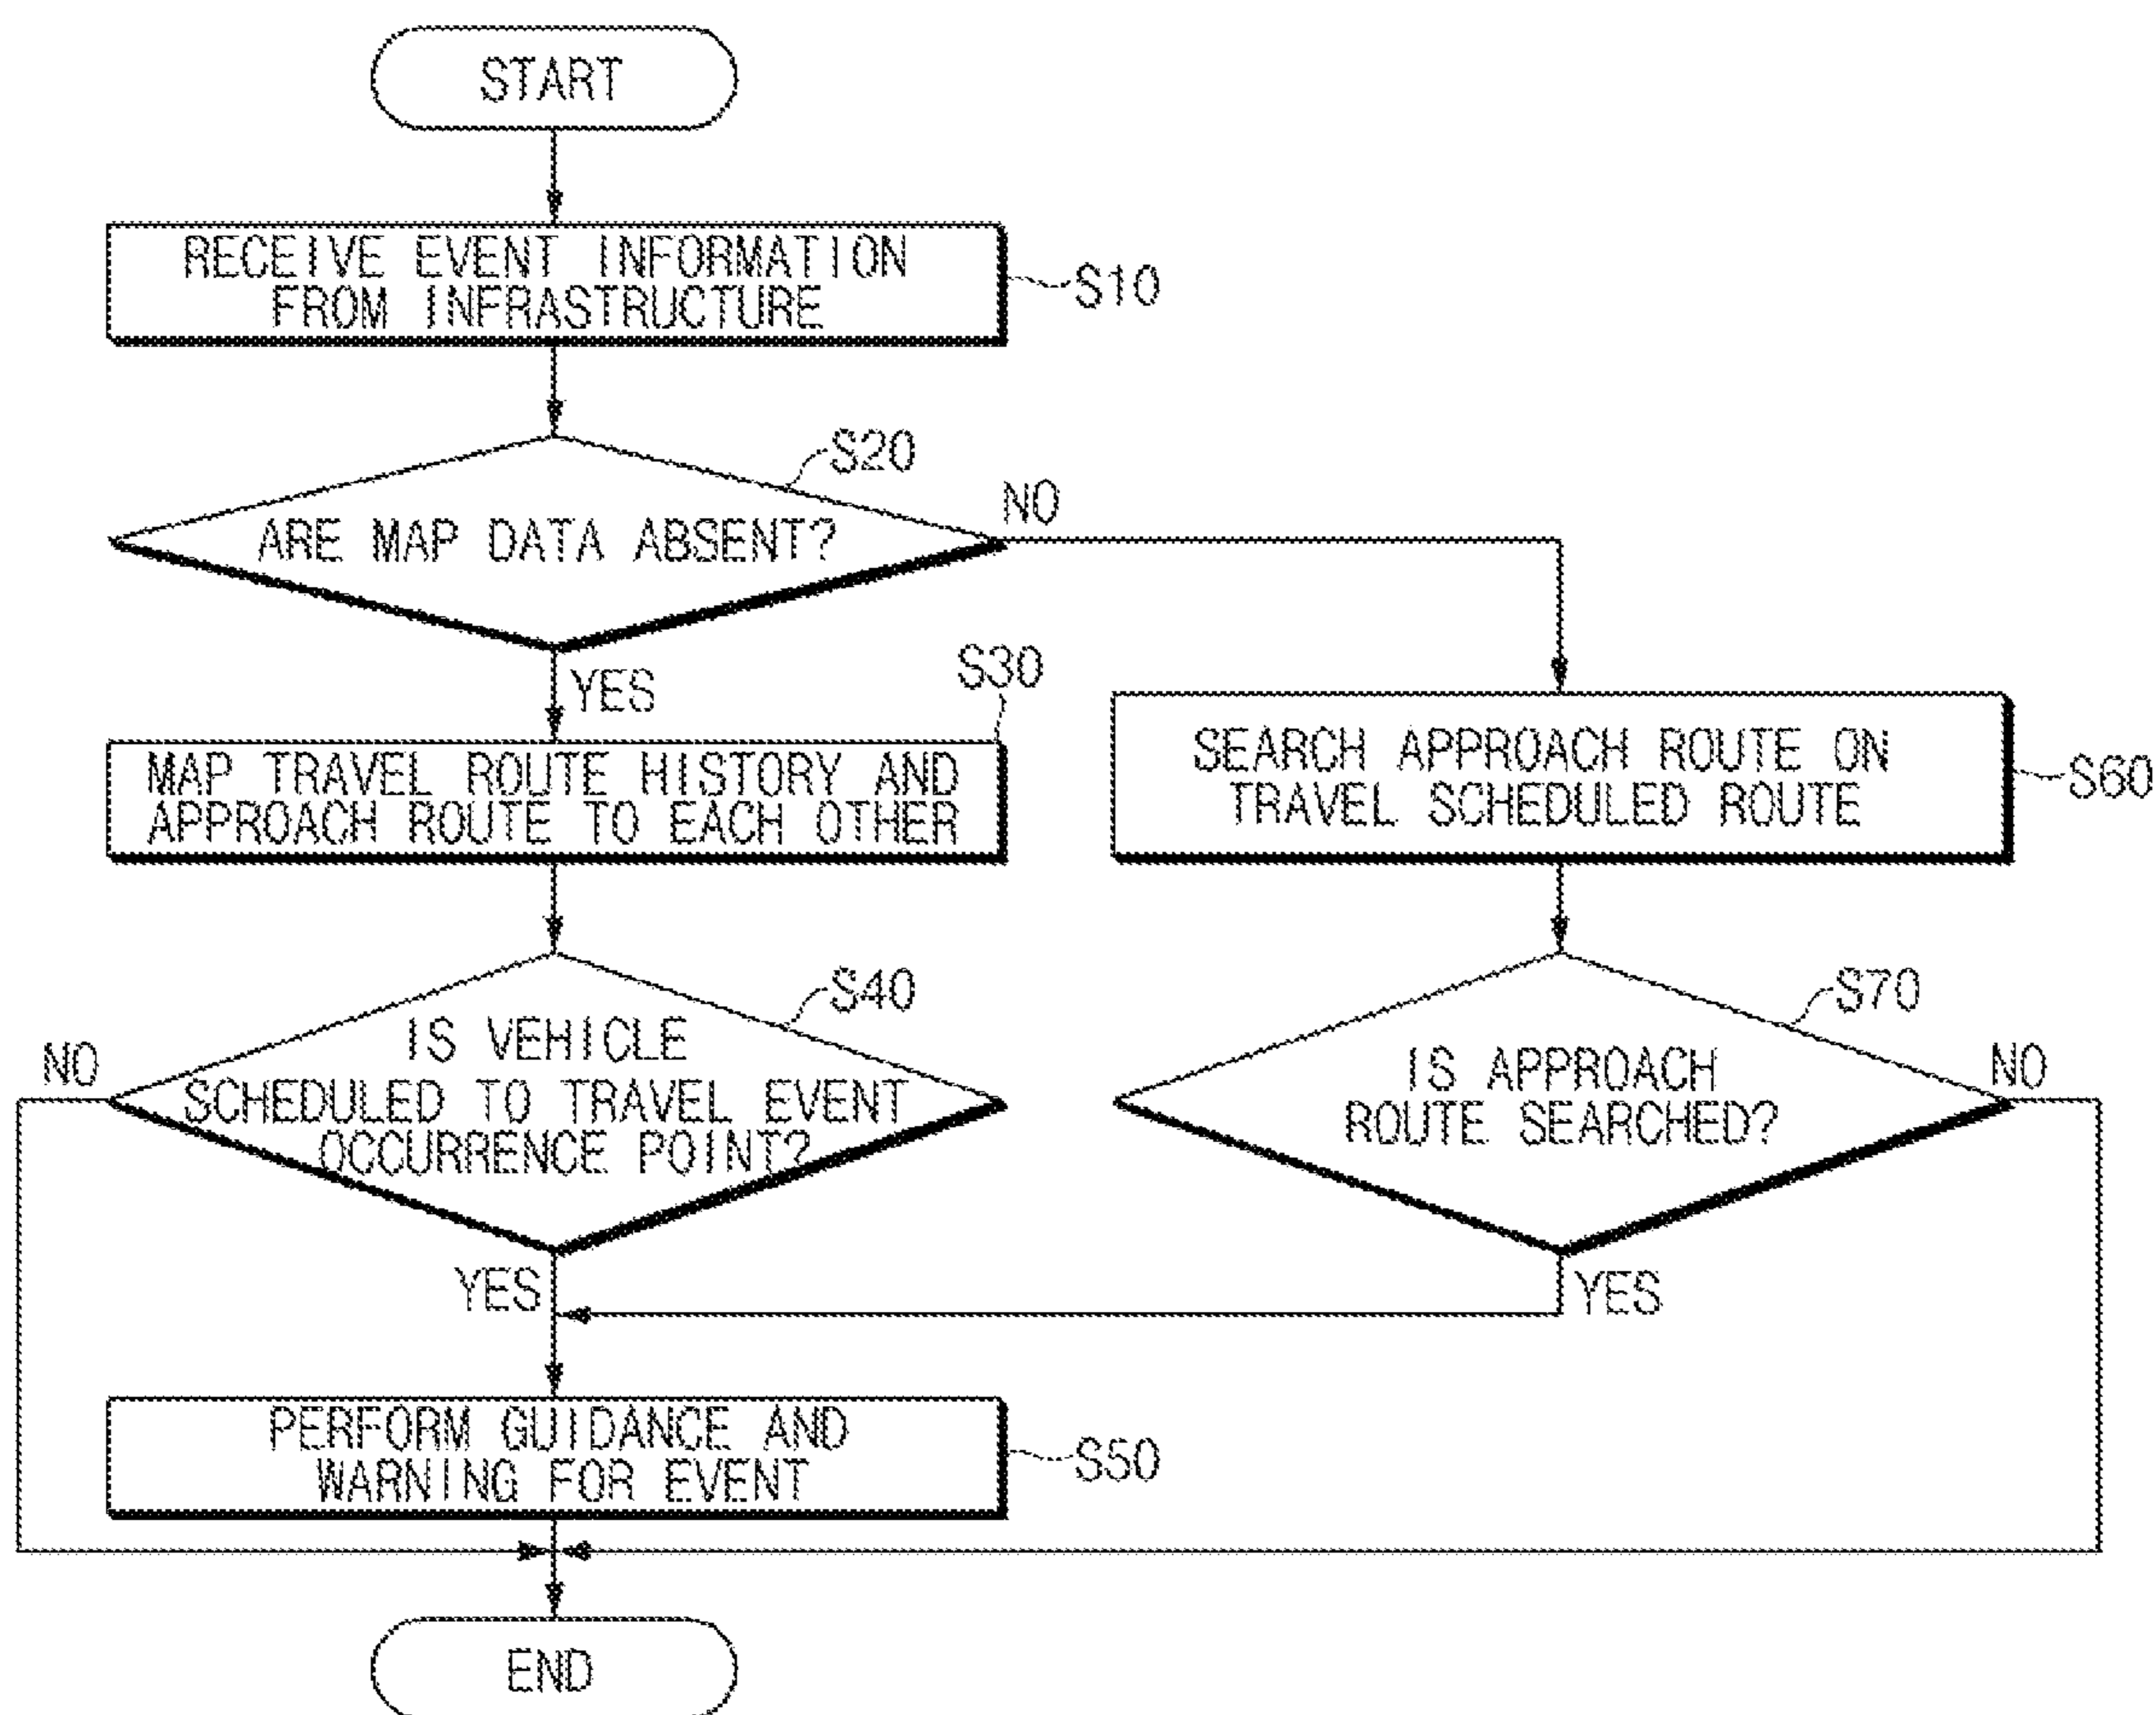 START
RECEIVE EVENT INFORMATION
FROM INFRASTRUCTURE
S10
S20
ARE MAP DATA ABSENT?
NO
YES
S30
MAP TRAVEL ROUTE HISTORY AND
APPROACH ROUTE TO EACH OTHER
SEARCH APPROACH ROUTE ON
TRAVEL SCHEDULED ROUTE
S60
S40
IS VEHICLE
SCHEDULED TO TRAVEL EVENT
OCCURRENCE POINT?
NO
YES
S70
IS APPROACH
ROUTE SEARCHED?
NO
YES
PERFORM GUIDANCE AND
WARNING FOR EVENT
S50
END